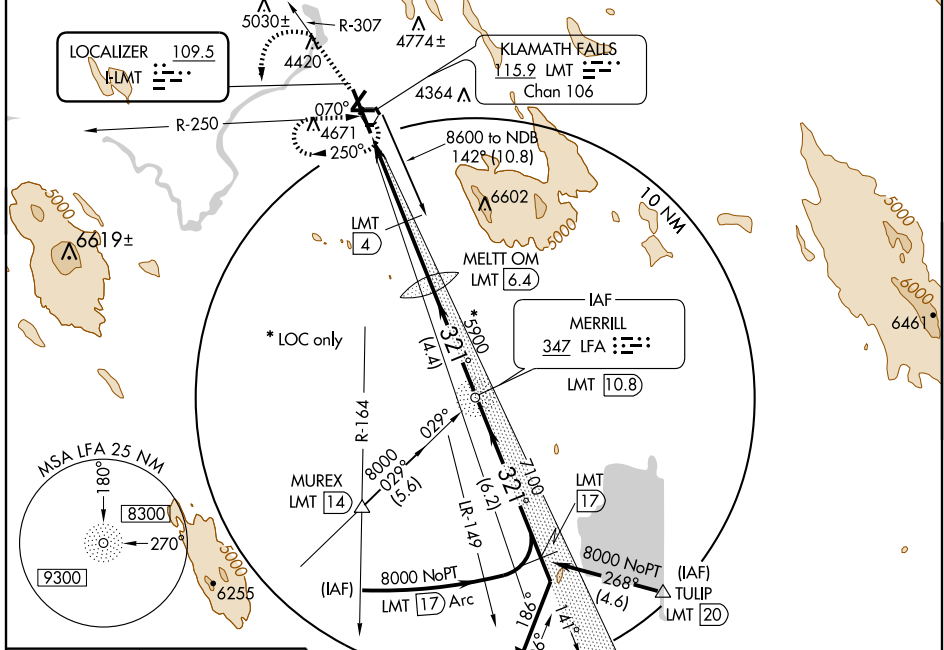 5030±
R-307
4774±
4420
LOCALIZER 109.5
I-LMT
KLAMATH FALLS
115.9 LMT
Chan 106
4364
R-250
070°
4671
250°
8600 to NDB
142° (10.8)
10 NM
5000
6602
5000
5000
6619±
LMT
4
MELTT OM
LMT 6.4
6000
6461
IAF
MERRILL
347 LFA
LMT 10.8
* LOC only
*5900
321°
(4.4)
R-164
029°
8000
029°
(5.6)
MUREX
LMT 14
7100
321°
(6.2)
LR-149
LMT
17
MSA LFA 25 NM
180°
8300
270°
9300
5000
6255
(IAF)
8000 NoPT
LMT 17 Arc
8000 NoPT
268°
(4.6)
(IAF)
TULIP
LMT 20
186°
141°